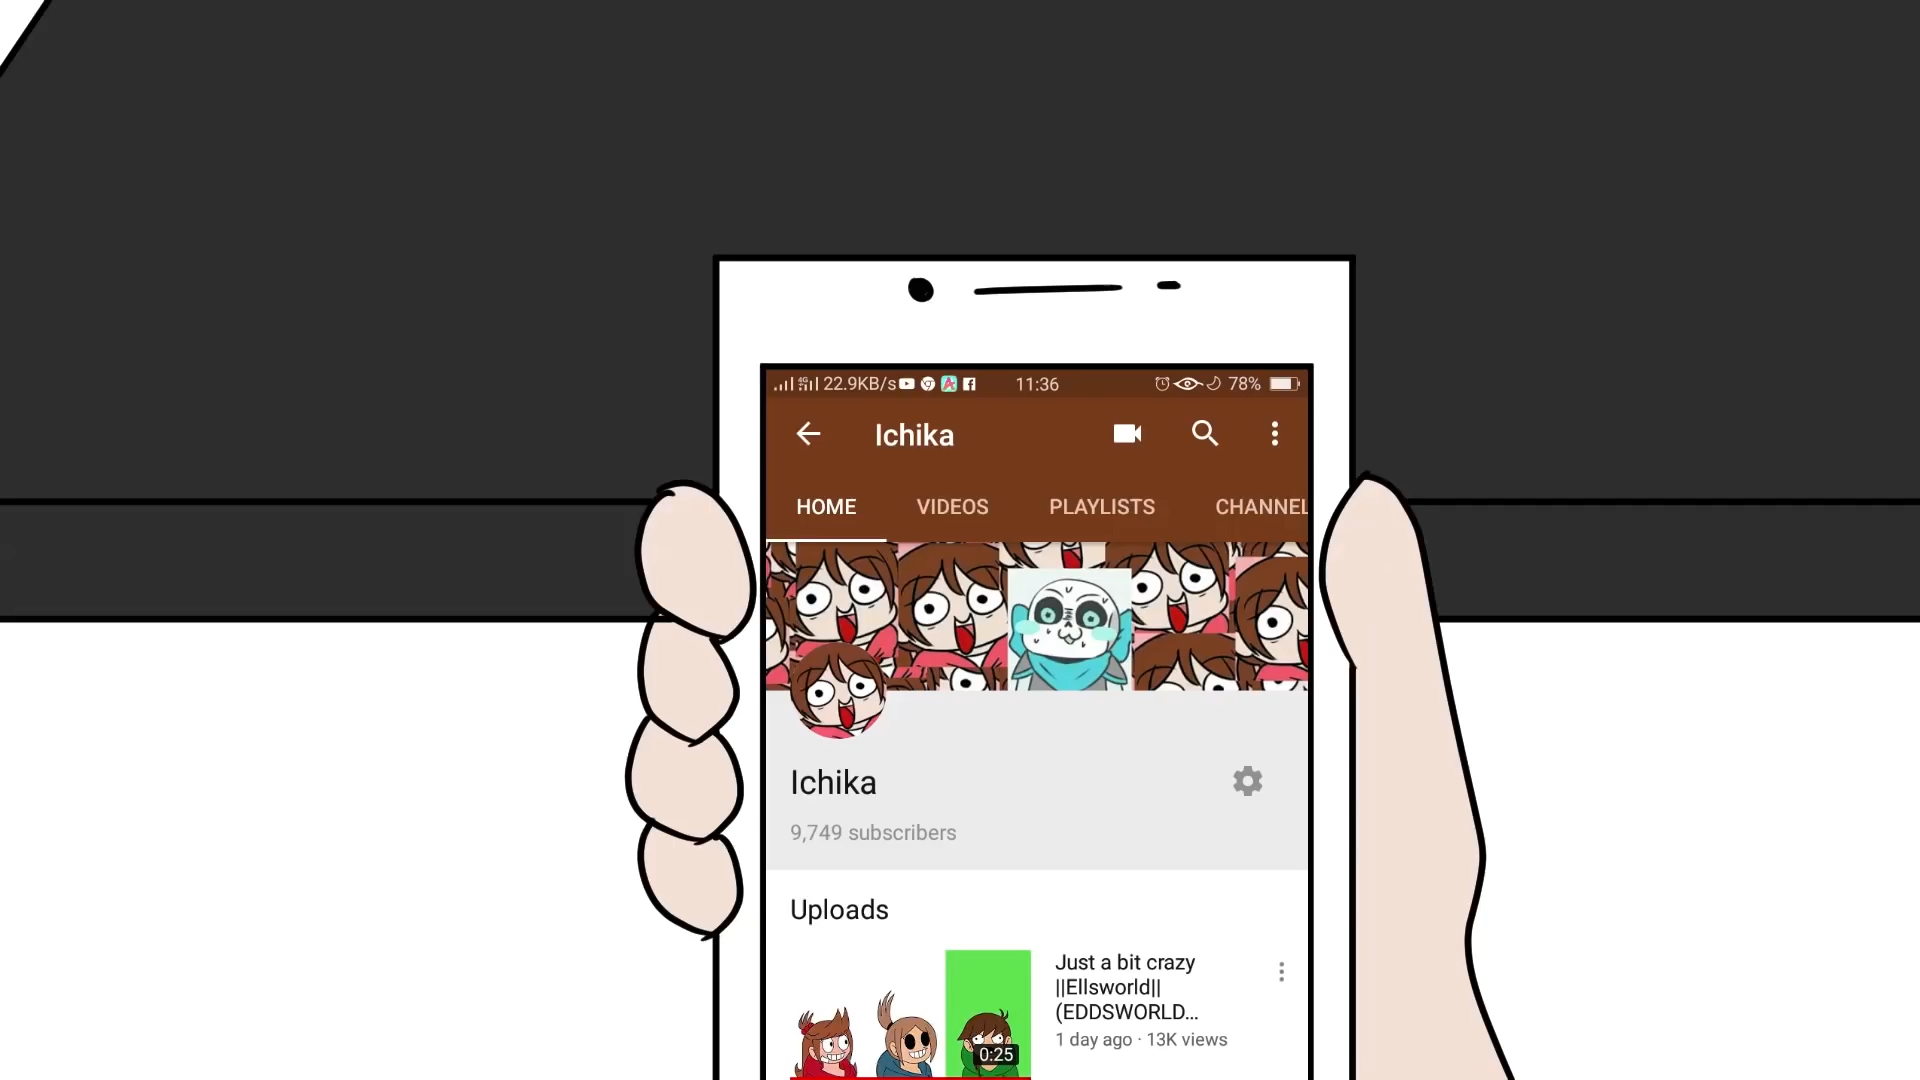 22.9KB/s 11:36 78%
Ichika
HOME VIDEOS PLAYLISTS CHANNEL
Ichika
9,749 subscribers
Uploads
Just a bit crazy
||Ellsworld||
(EDDSWORLD...
1 day ago · 13K views
0:25